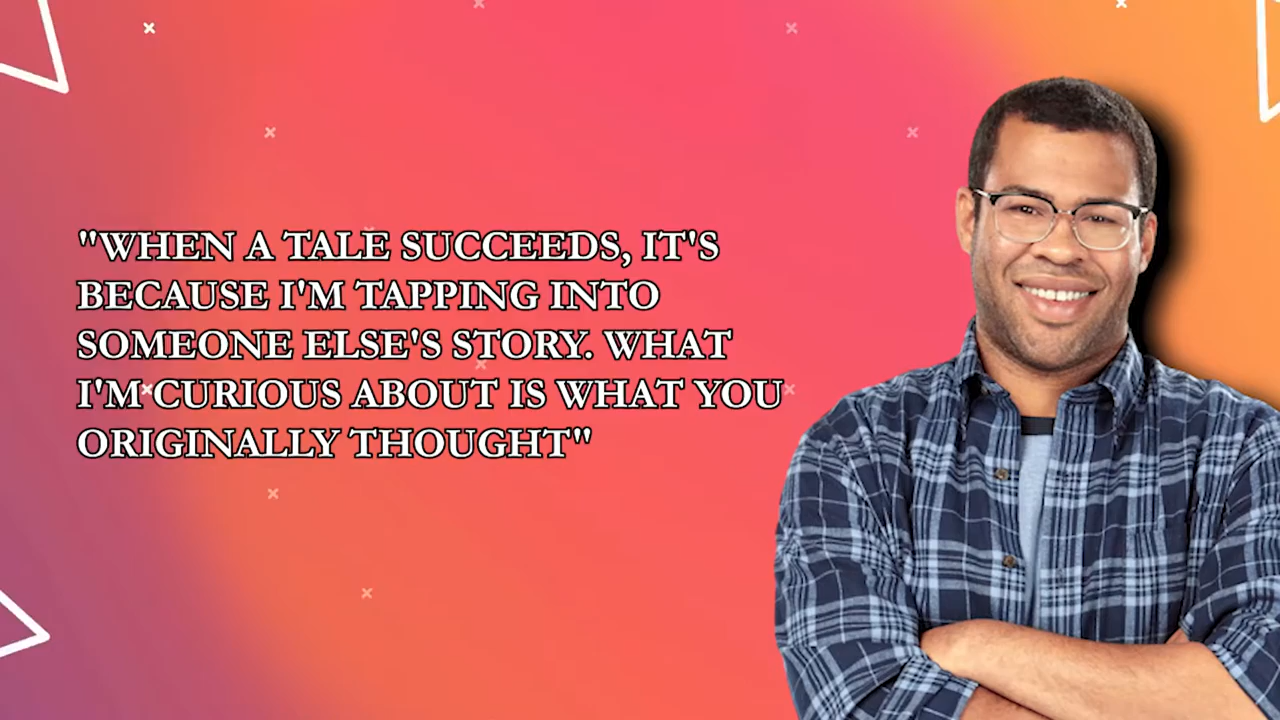 "WHEN A TALE SUCCEEDS, IT'S
BECAUSE I'M TAPPING INTO
SOMEONE ELSE'S STORY. WHAT
I'M CURIOUS ABOUT IS WHAT YOU
ORIGINALLY THOUGHT"